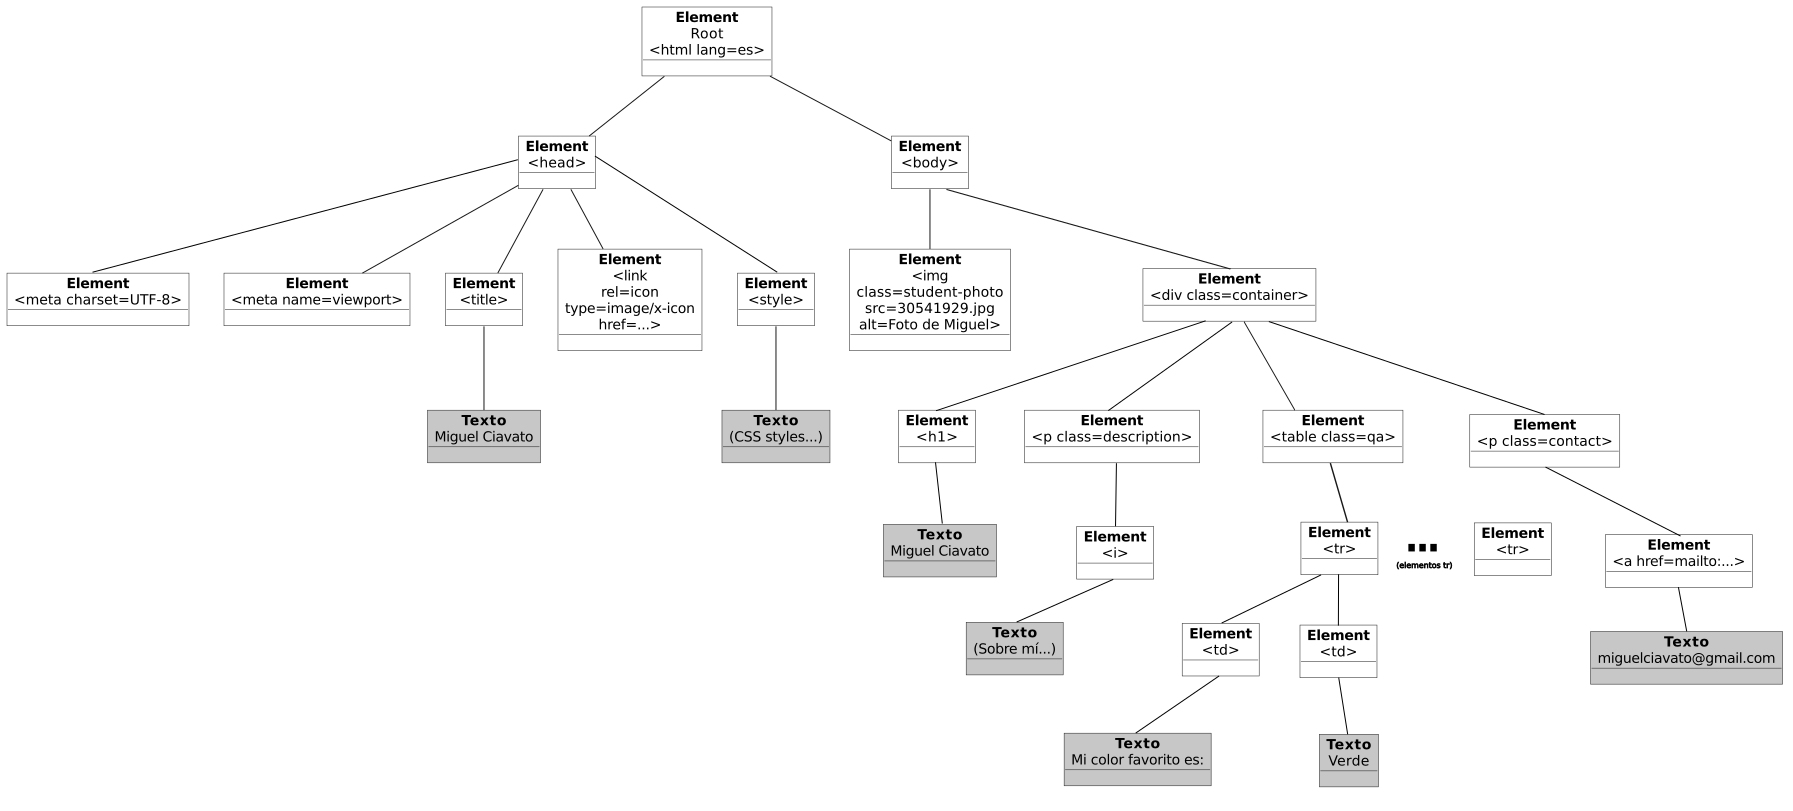 Element
Root
<html lang=es>
Element
<head>
Element
<body>
Element
<meta charset=UTF-8>
Element
<meta name=viewport>
Element
<title>
Element
<link
rel=icon
type=image/x-icon
href=...>
Element
<style>
Element
<img
class=student-photo
src=30541929.jpg
alt=Foto de Miguel>
Element
<div class=container>
Texto
Miguel Ciavato
Texto
(CSS styles...)
Element
<h1>
Element
<p class=description>
Element
<table class=qa>
Element
<p class=contact>
Texto
Miguel Ciavato
Element
<i>
Element
<tr>
...
(elementos tr)
Element
<tr>
Element
<a href=mailto:...>
Texto
(Sobre mí...)
Element
<td>
Element
<td>
Texto
miguelciavato@gmail.com
Texto
Mi color favorito es:
Texto
Verde